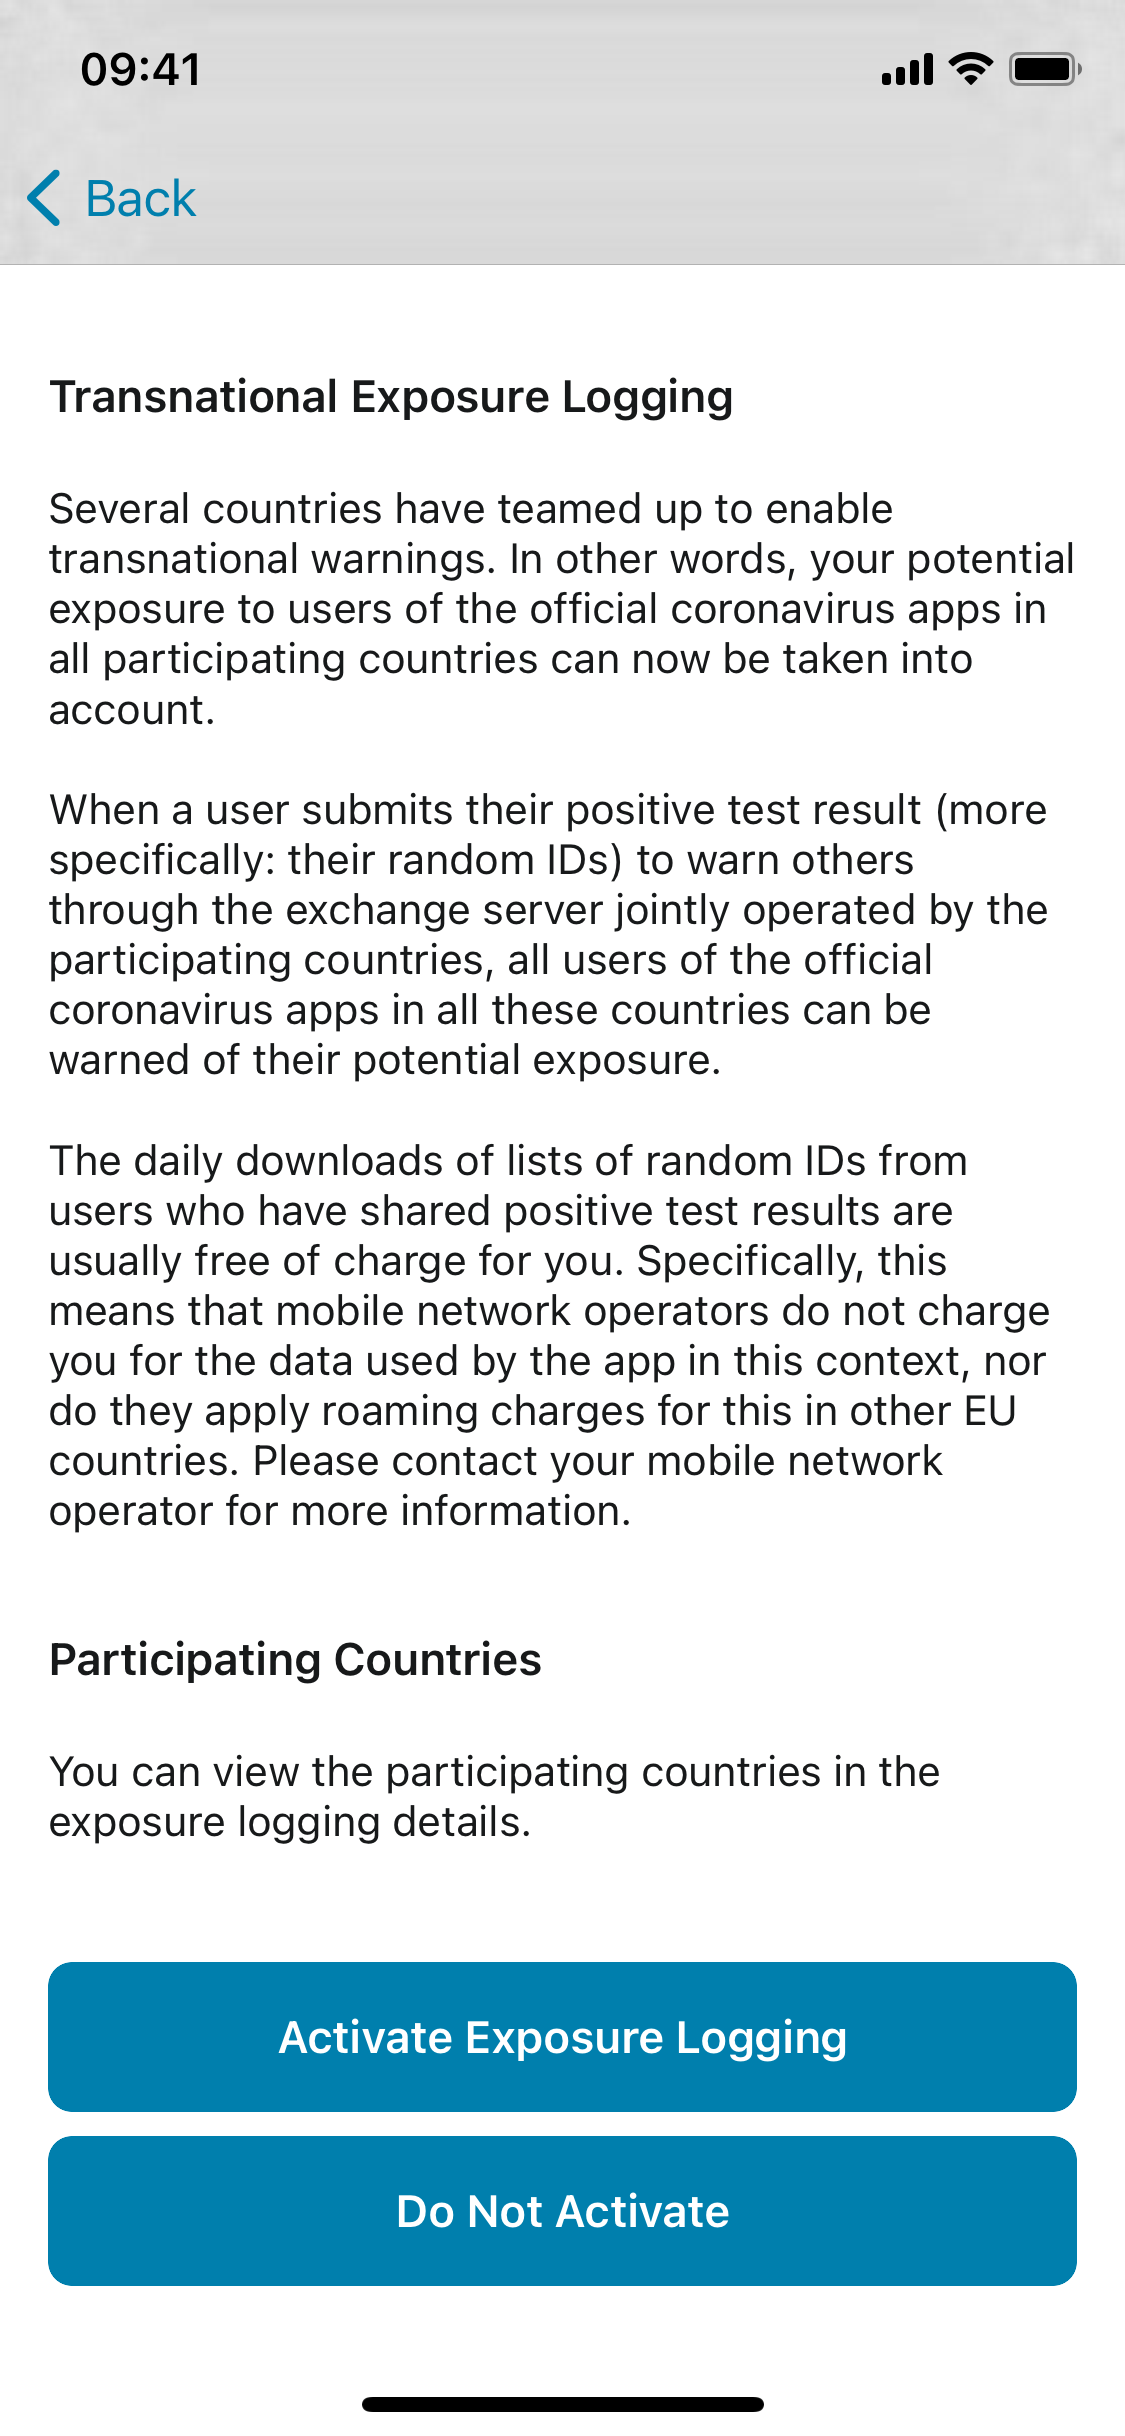 09:41
Back
Transnational Exposure Logging
Several countries have teamed up to enable
transnational warnings. In other words, your potential
exposure to users of the official coronavirus apps in
all participating countries can now be taken into
account.
When a user submits their positive test result (more
specifically: their random IDs) to warn others
through the exchange server jointly operated by the
participating countries, all users of the official
coronavirus apps in all these countries can be
warned of their potential exposure.
The daily downloads of lists of random IDs from
users who have shared positive test results are
usually free of charge for you. Specifically, this
means that mobile network operators do not charge
you for the data used by the app in this context, nor
do they apply roaming charges for this in other EU
countries. Please contact your mobile network
operator for more information.
Participating Countries
You can view the participating countries in the
exposure logging details.
Activate Exposure Logging
Do Not Activate